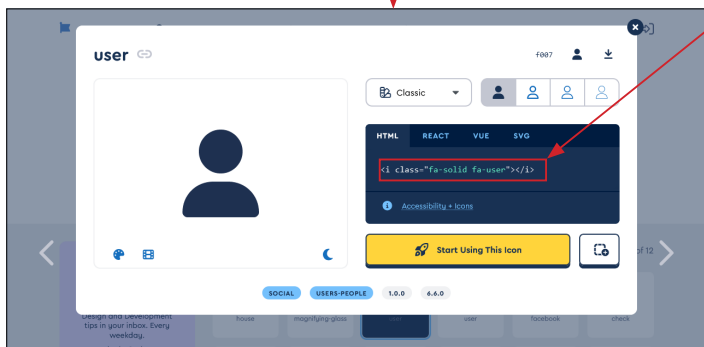 user
f007
Classic
HTML REACT VUE SVG
<i class="fa-solid fa-user"></i>
Accessibility + Icons
Start Using This Icon
of 12
SOCIAL USERS-PEOPLE 1.0.0 6.6.0
Design and Development
tips in your inbox. Every
weekday.
house magnifying-glass user user facebook check